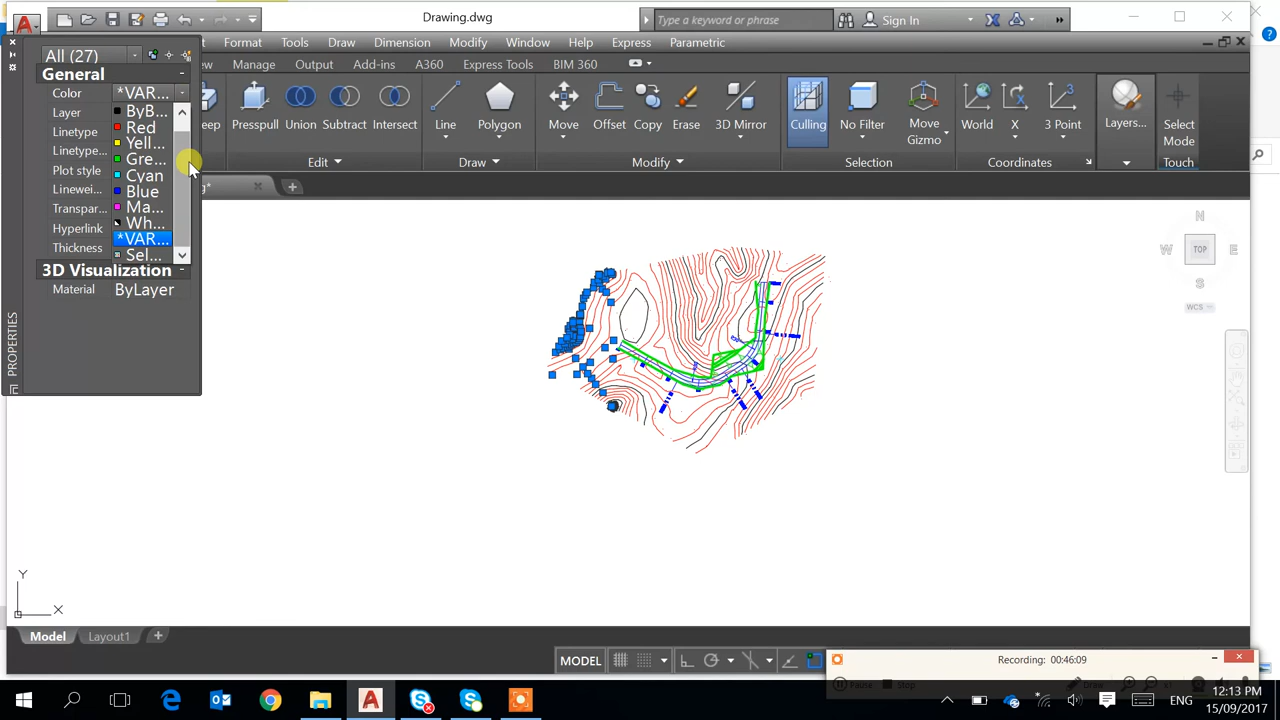 Drawing.dwg
Type a keyword or phrase
Sign In
Format Tools Draw Dimension Modify Window Help Express Parametric
Manage Output Add-ins A360 Express Tools BIM 360
Presspull Union Subtract Intersect Line Polygon Move Offset Copy Erase 3D Mirror Culling No Filter Move Gizmo World X 3 Point Layers... Select Mode
Edit Draw Modify Selection Coordinates Touch
All (27)
General
Color *VAR...
Layer ByB...
Red
Linetype Yell...
Linetype... Gre...
Plot style Cyan
Linewei... Blue
Transpar... Ma...
Hyperlink Wh...
*VAR...
Thickness Sel...
3D Visualization
Material ByLayer
PROPERTIES
N
W TOP E
S
WCS
Y
X
Model Layout1
MODEL
Recording: 00:46:09
Pause Stop Draw
ENG
12:13 PM
15/09/2017